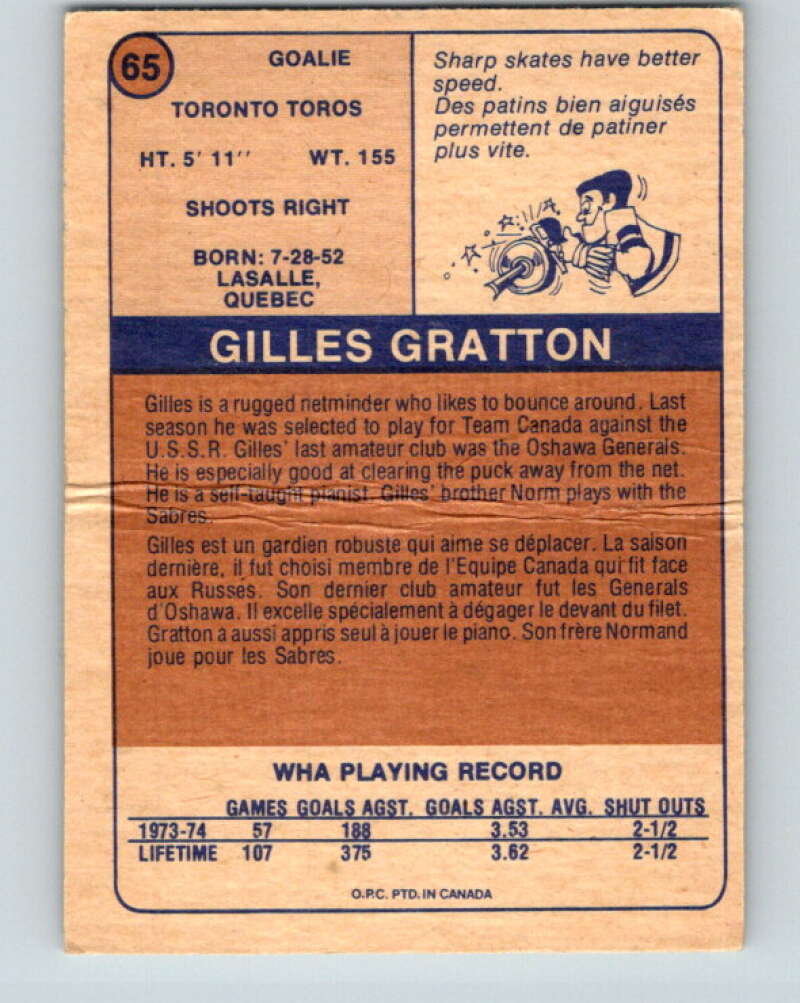 65
GOALIE
TORONTO TOROS
HT. 5' 11'' WT. 155
SHOOTS RIGHT
BORN: 7-28-52
LASALLE,
QUEBEC
Sharp skates have better
speed.
Des patins bien aiguisés
permettent de patiner
plus vite.
GILLES GRATTON
Gilles is a rugged netminder who likes to bounce around. Last
season he was selected to play for Team Canada against the
U.S.S.R. Gilles' last amateur club was the Oshawa Generals.
He is especially good at clearing the puck away from the net.
He is a self-taught pianist. Gilles' brother Norm plays with the
Sabres.
Gilles est un gardien robuste qui aime se déplacer. La saison
dernière, il fut choisi membre de l'Equipe Canada qui fit face
aux Russes. Son dernier club amateur fut les Generals
d'Oshawa. Il excelle spécialement à dégager le devant du filet.
Gratton a aussi appris seul à jouer le piano. Son frère Normand
joue pour les Sabres.
WHA PLAYING RECORD
GAMES GOALS AGST. GOALS AGST. AVG. SHUT OUTS
1973-74 57 188 3.53 2-1/2
LIFETIME 107 375 3.62 2-1/2
O.P.C. PTD. IN CANADA